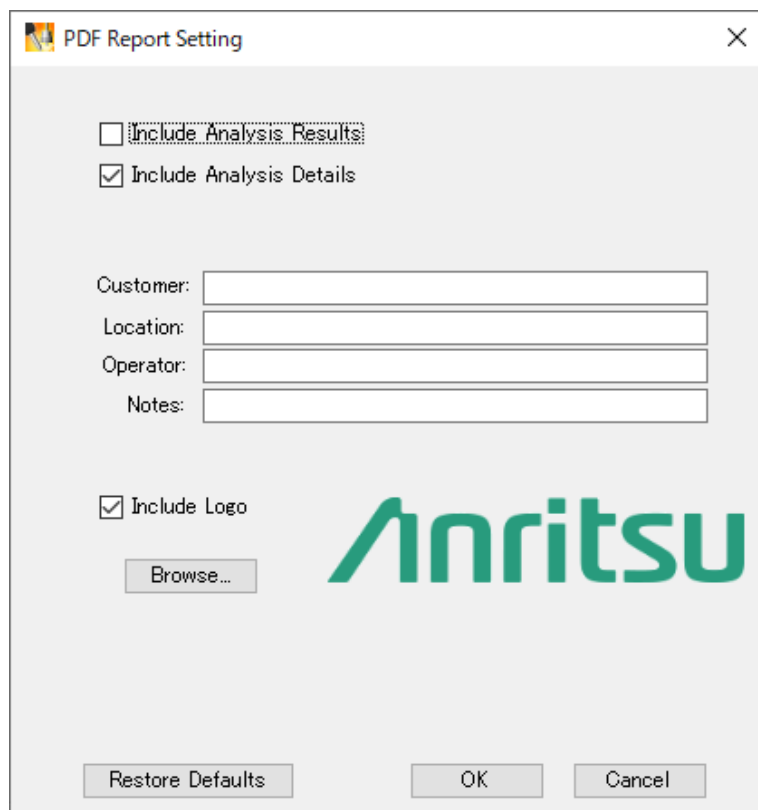 PDF Report Setting
Include Analysis Results
Include Analysis Details
Customer:
Location:
Operator:
Notes:
Include Logo
Anritsu
Browse...
Restore Defaults OK Cancel